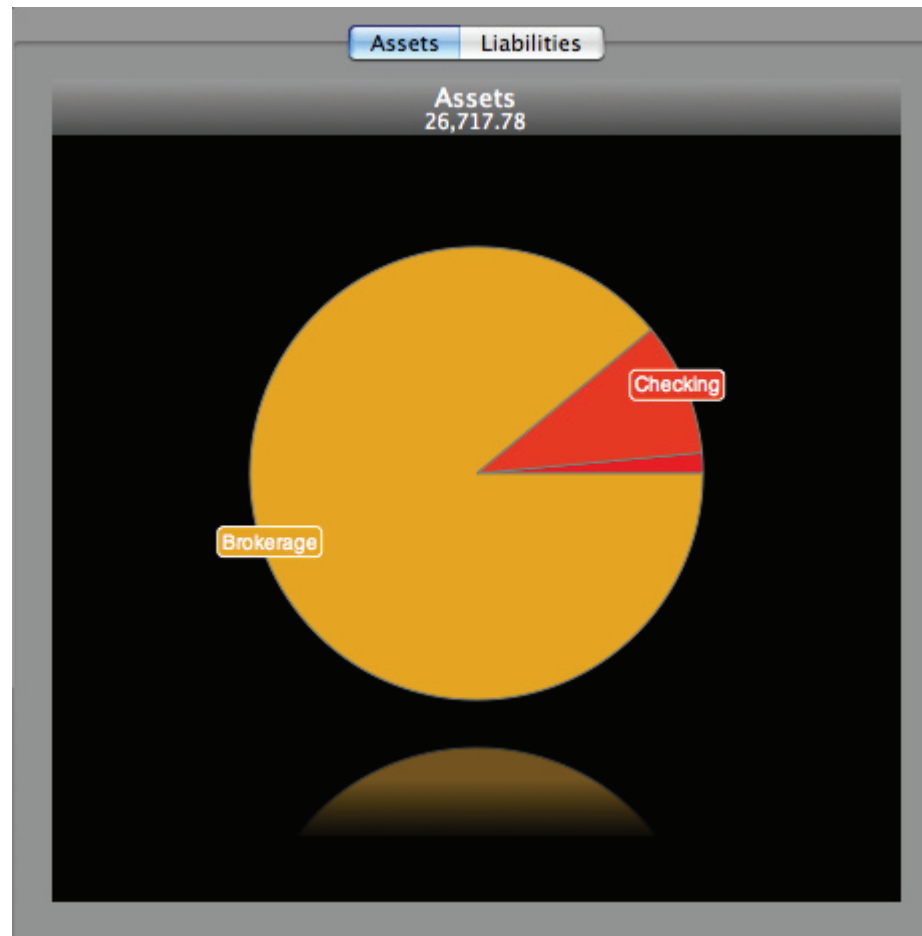 Assets Liabilities
Assets
26,717.78
Checking
Brokerage